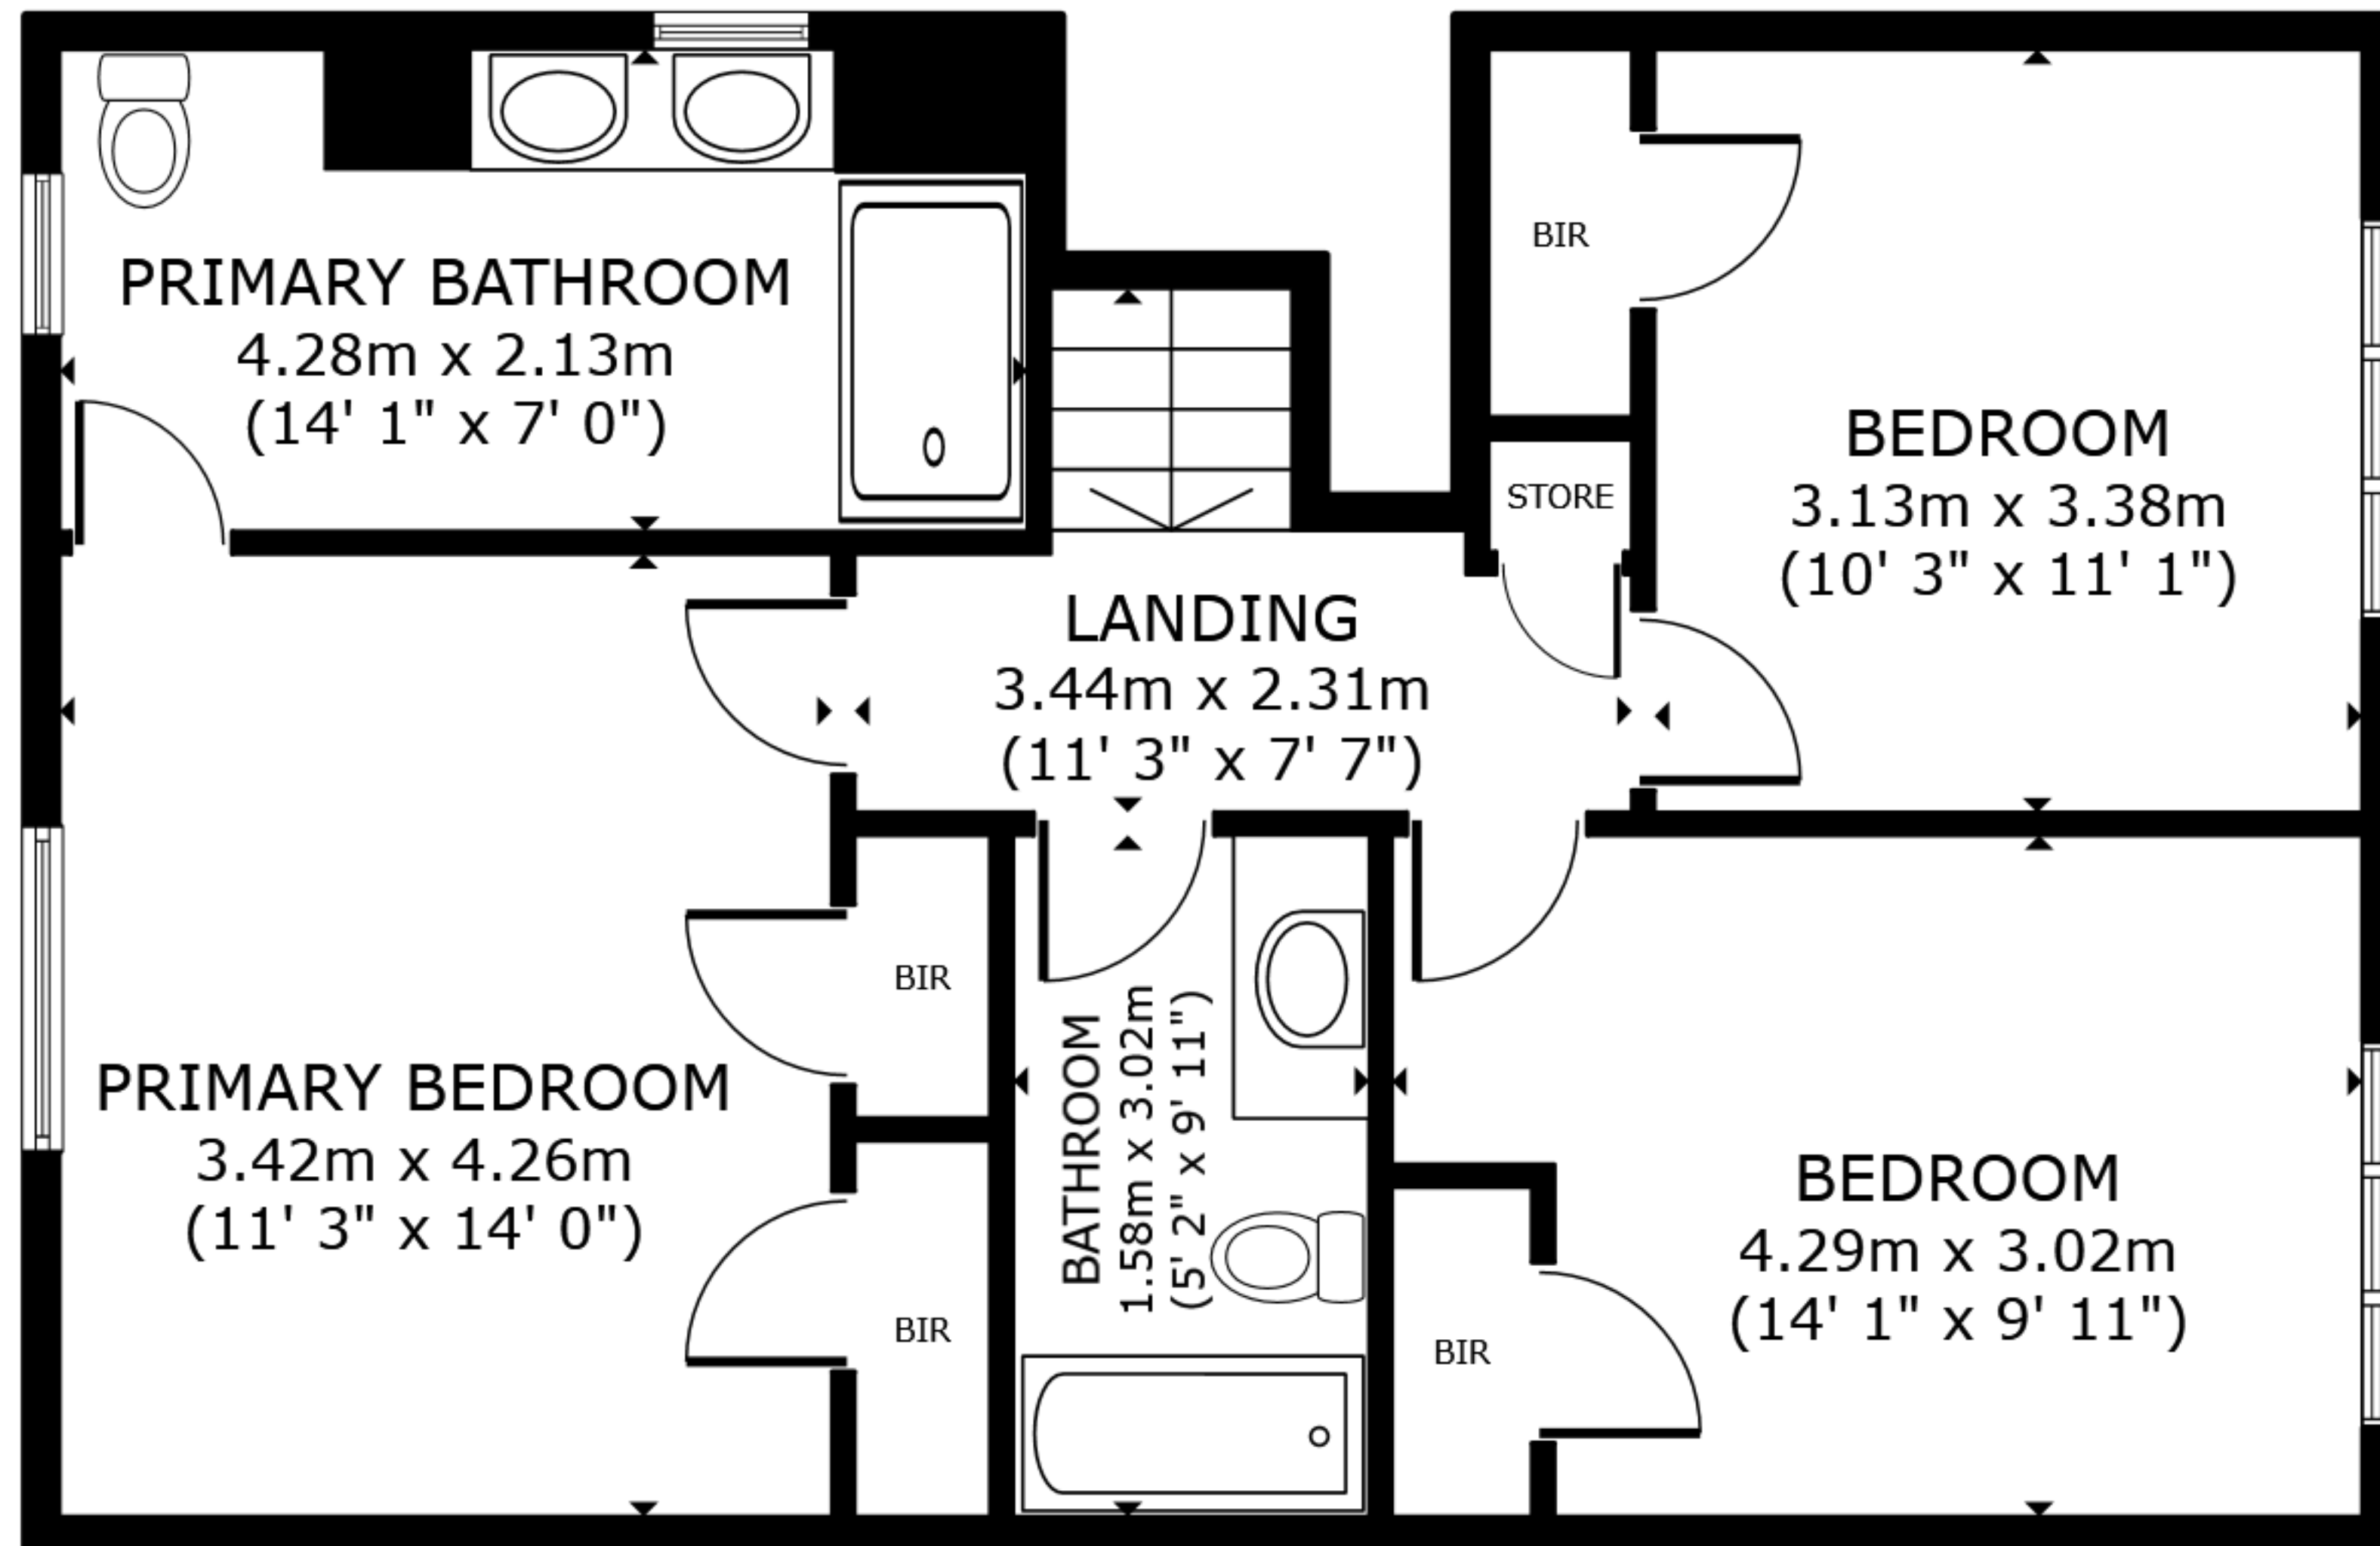 PRIMARY BATHROOM
4.28m x 2.13m
(14' 1" x 7' 0")
BIR
STORE
BEDROOM
3.13m x 3.38m
(10' 3" x 11' 1")
LANDING
3.44m x 2.31m
(11' 3" x 7' 7")
PRIMARY BEDROOM
3.42m x 4.26m
(11' 3" x 14' 0")
BIR
BIR
BATHROOM
1.58m x 3.02m
(5' 2" x 9' 11")
BIR
BEDROOM
4.29m x 3.02m
(14' 1" x 9' 11")